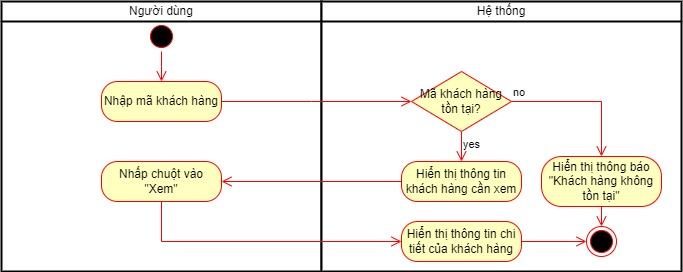 Người dùng
Hệ thống
Nhập mã khách hàng
Mã khách hàng
tồn tại?
no
yes
Nhấp chuột vào
"Xem"
Hiển thị thông tin
khách hàng cần xem
Hiển thị thông báo
"Khách hàng không
tồn tại"
Hiển thị thông tin chi
tiết của khách hàng